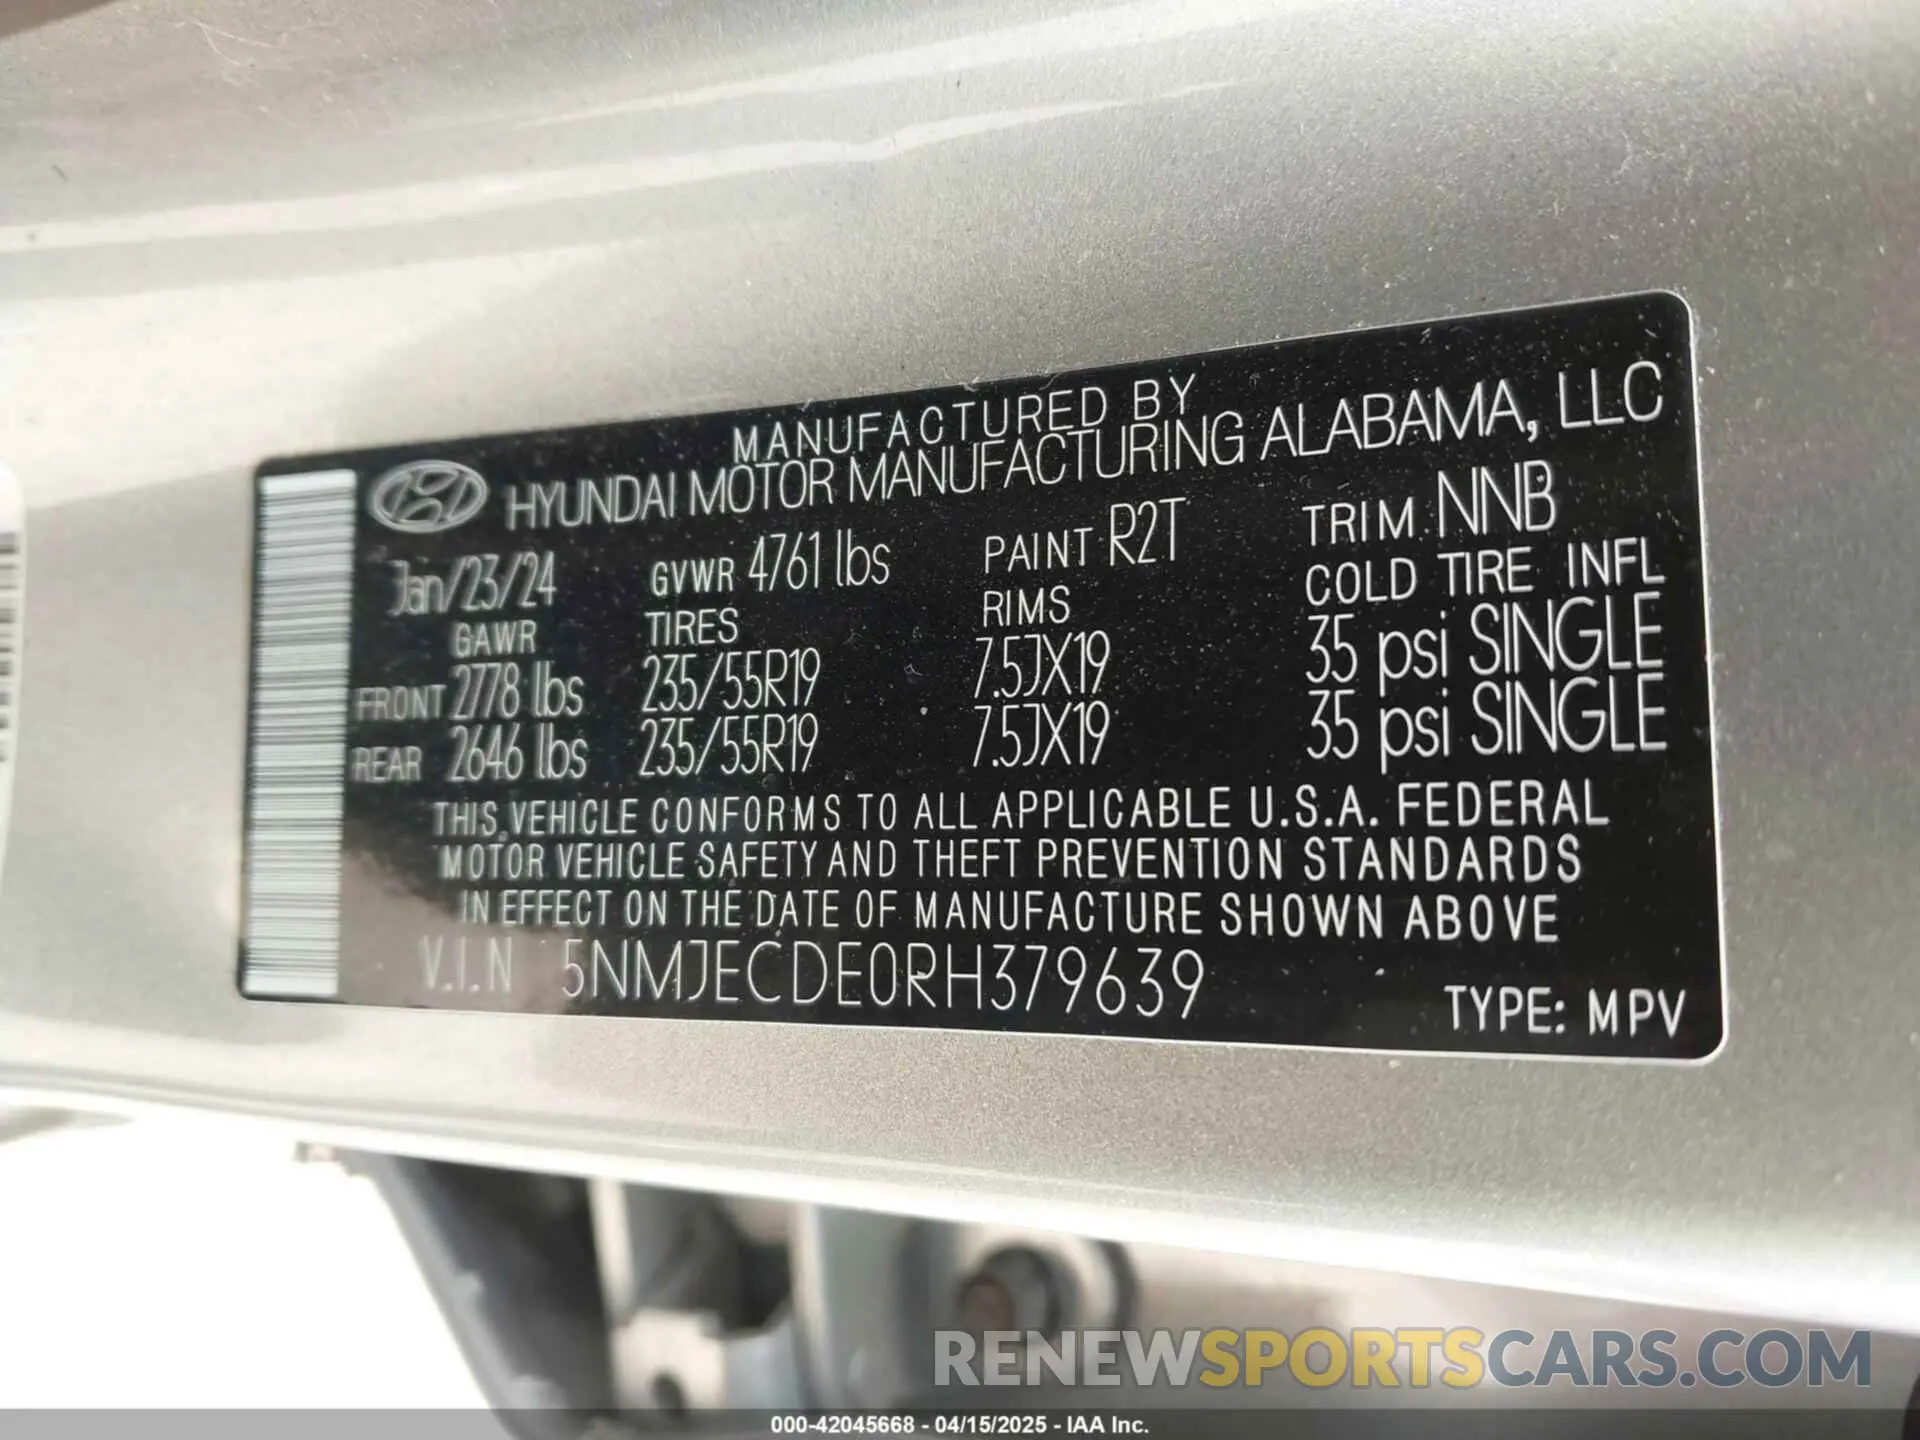 MANUFACTURED BY
HYUNDAI MOTOR MANUFACTURING ALABAMA, LLC
Jan/23/24 GVWR 4761 lbs PAINT R2T TRIM NNB
GAWR TIRES RIMS COLD TIRE INFL
FRONT 2778 lbs 235/55R19 7.5JX19 35 psi SINGLE
REAR 2646 lbs 235/55R19 7.5JX19 35 psi SINGLE
THIS VEHICLE CONFORMS TO ALL APPLICABLE U.S.A. FEDERAL
MOTOR VEHICLE SAFETY AND THEFT PREVENTION STANDARDS
IN EFFECT ON THE DATE OF MANUFACTURE SHOWN ABOVE
V.I.N 5NMJECDE0RH379639
TYPE: MPV
RENEWSPORTSCARS.COM
000-42045668 - 04/15/2025 - IAA Inc.